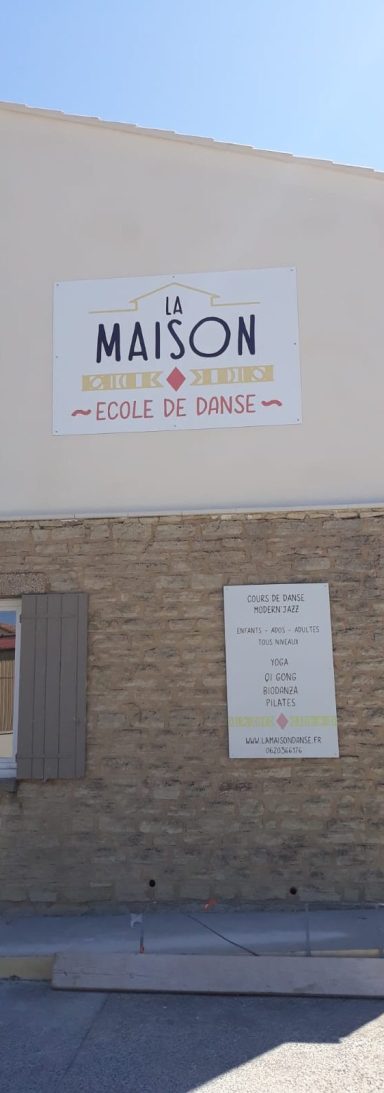 LA
MAISON
~ ECOLE DE DANSE ~
COURS DE DANSE
MODERN JAZZ
ENFANTS - ADOS - ADULTES
TOUS NIVEAUX
YOGA
QI GONG
BIODANZA
PILATES
WWW.LAMAISONDANSE.FR
0620366176